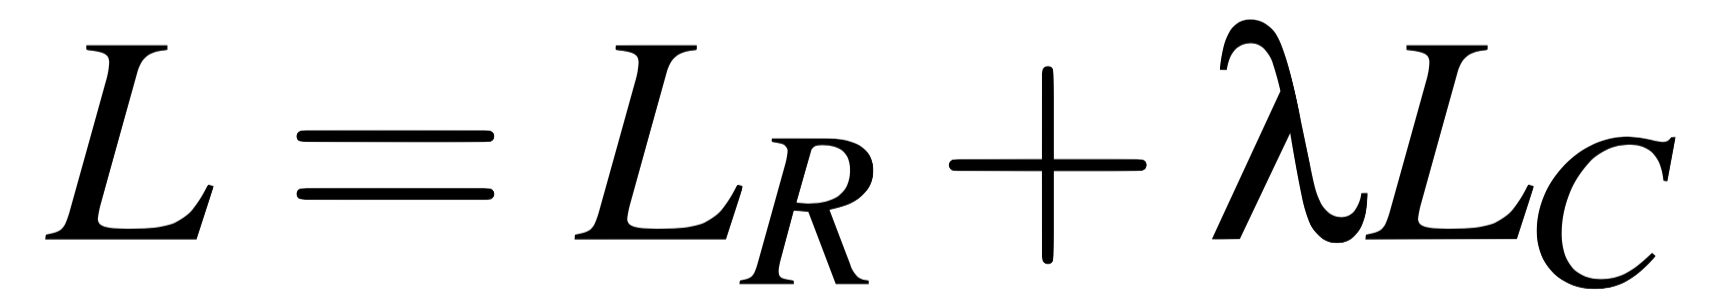 L = L_R + λL_C